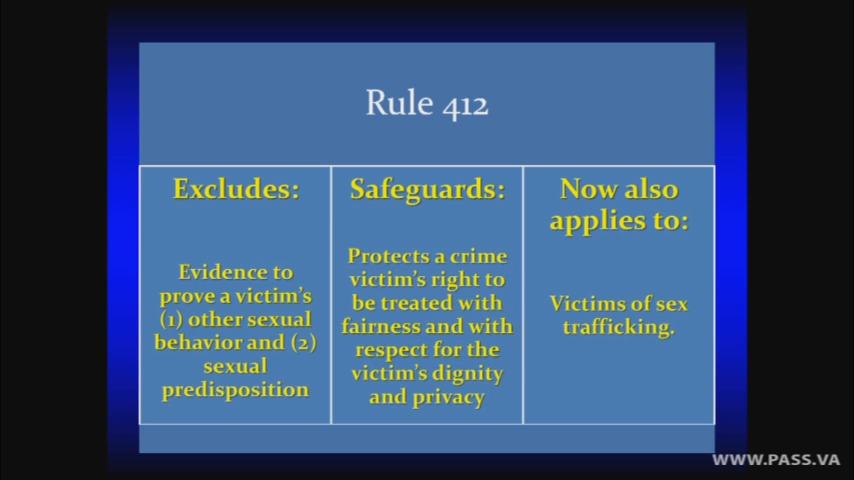 Rule 412
Excludes:
Evidence to
prove a victim's
(1) other sexual
behavior and (2)
sexual
predisposition
Safeguards:
Protects a crime
victim's right to
be treated with
fairness and with
respect for the
victim's dignity
and privacy
Now also
applies to:
Victims of sex
trafficking.
WWW.PASS.VA